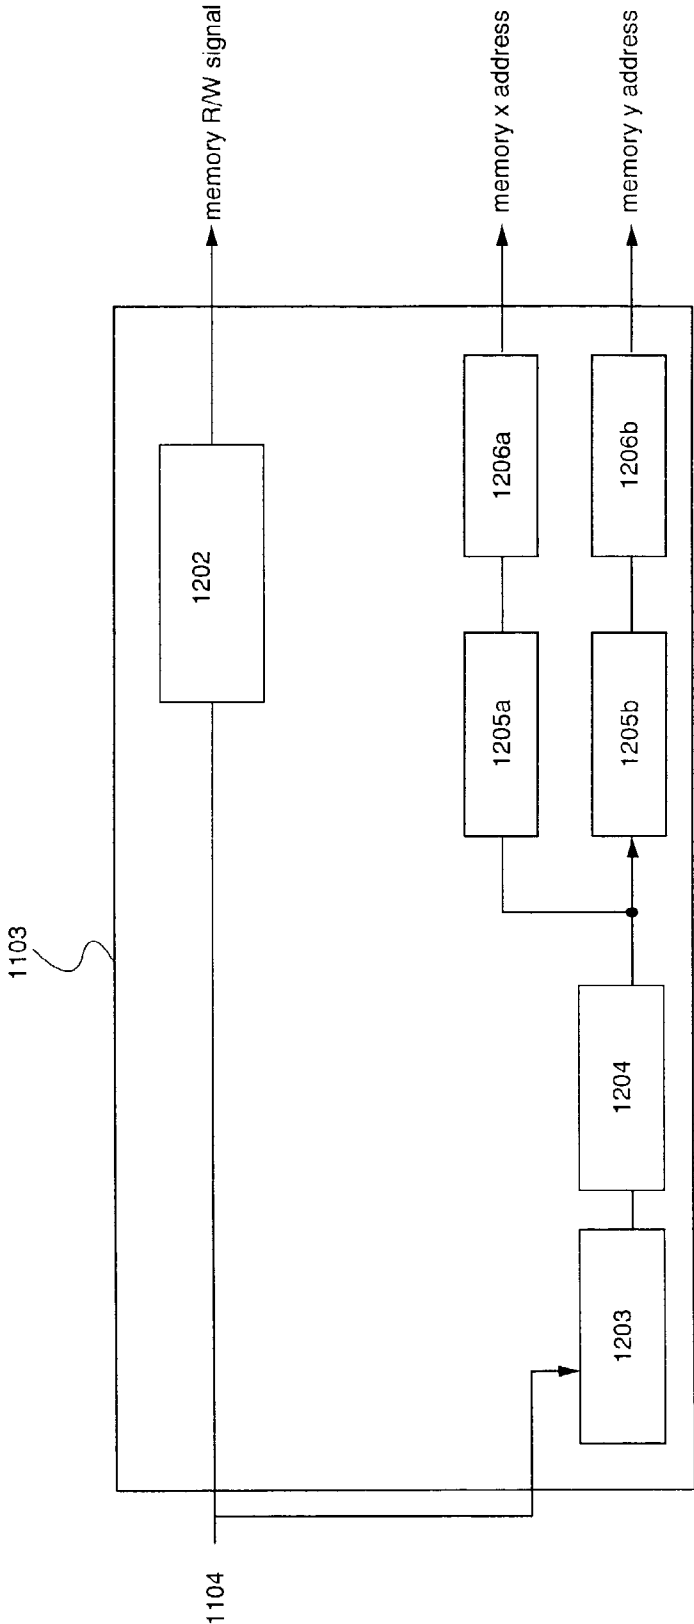 1103
1104
1202
memory R/W signal
1205a
1206a
memory x address
1203
1204
1205b
1206b
memory y address